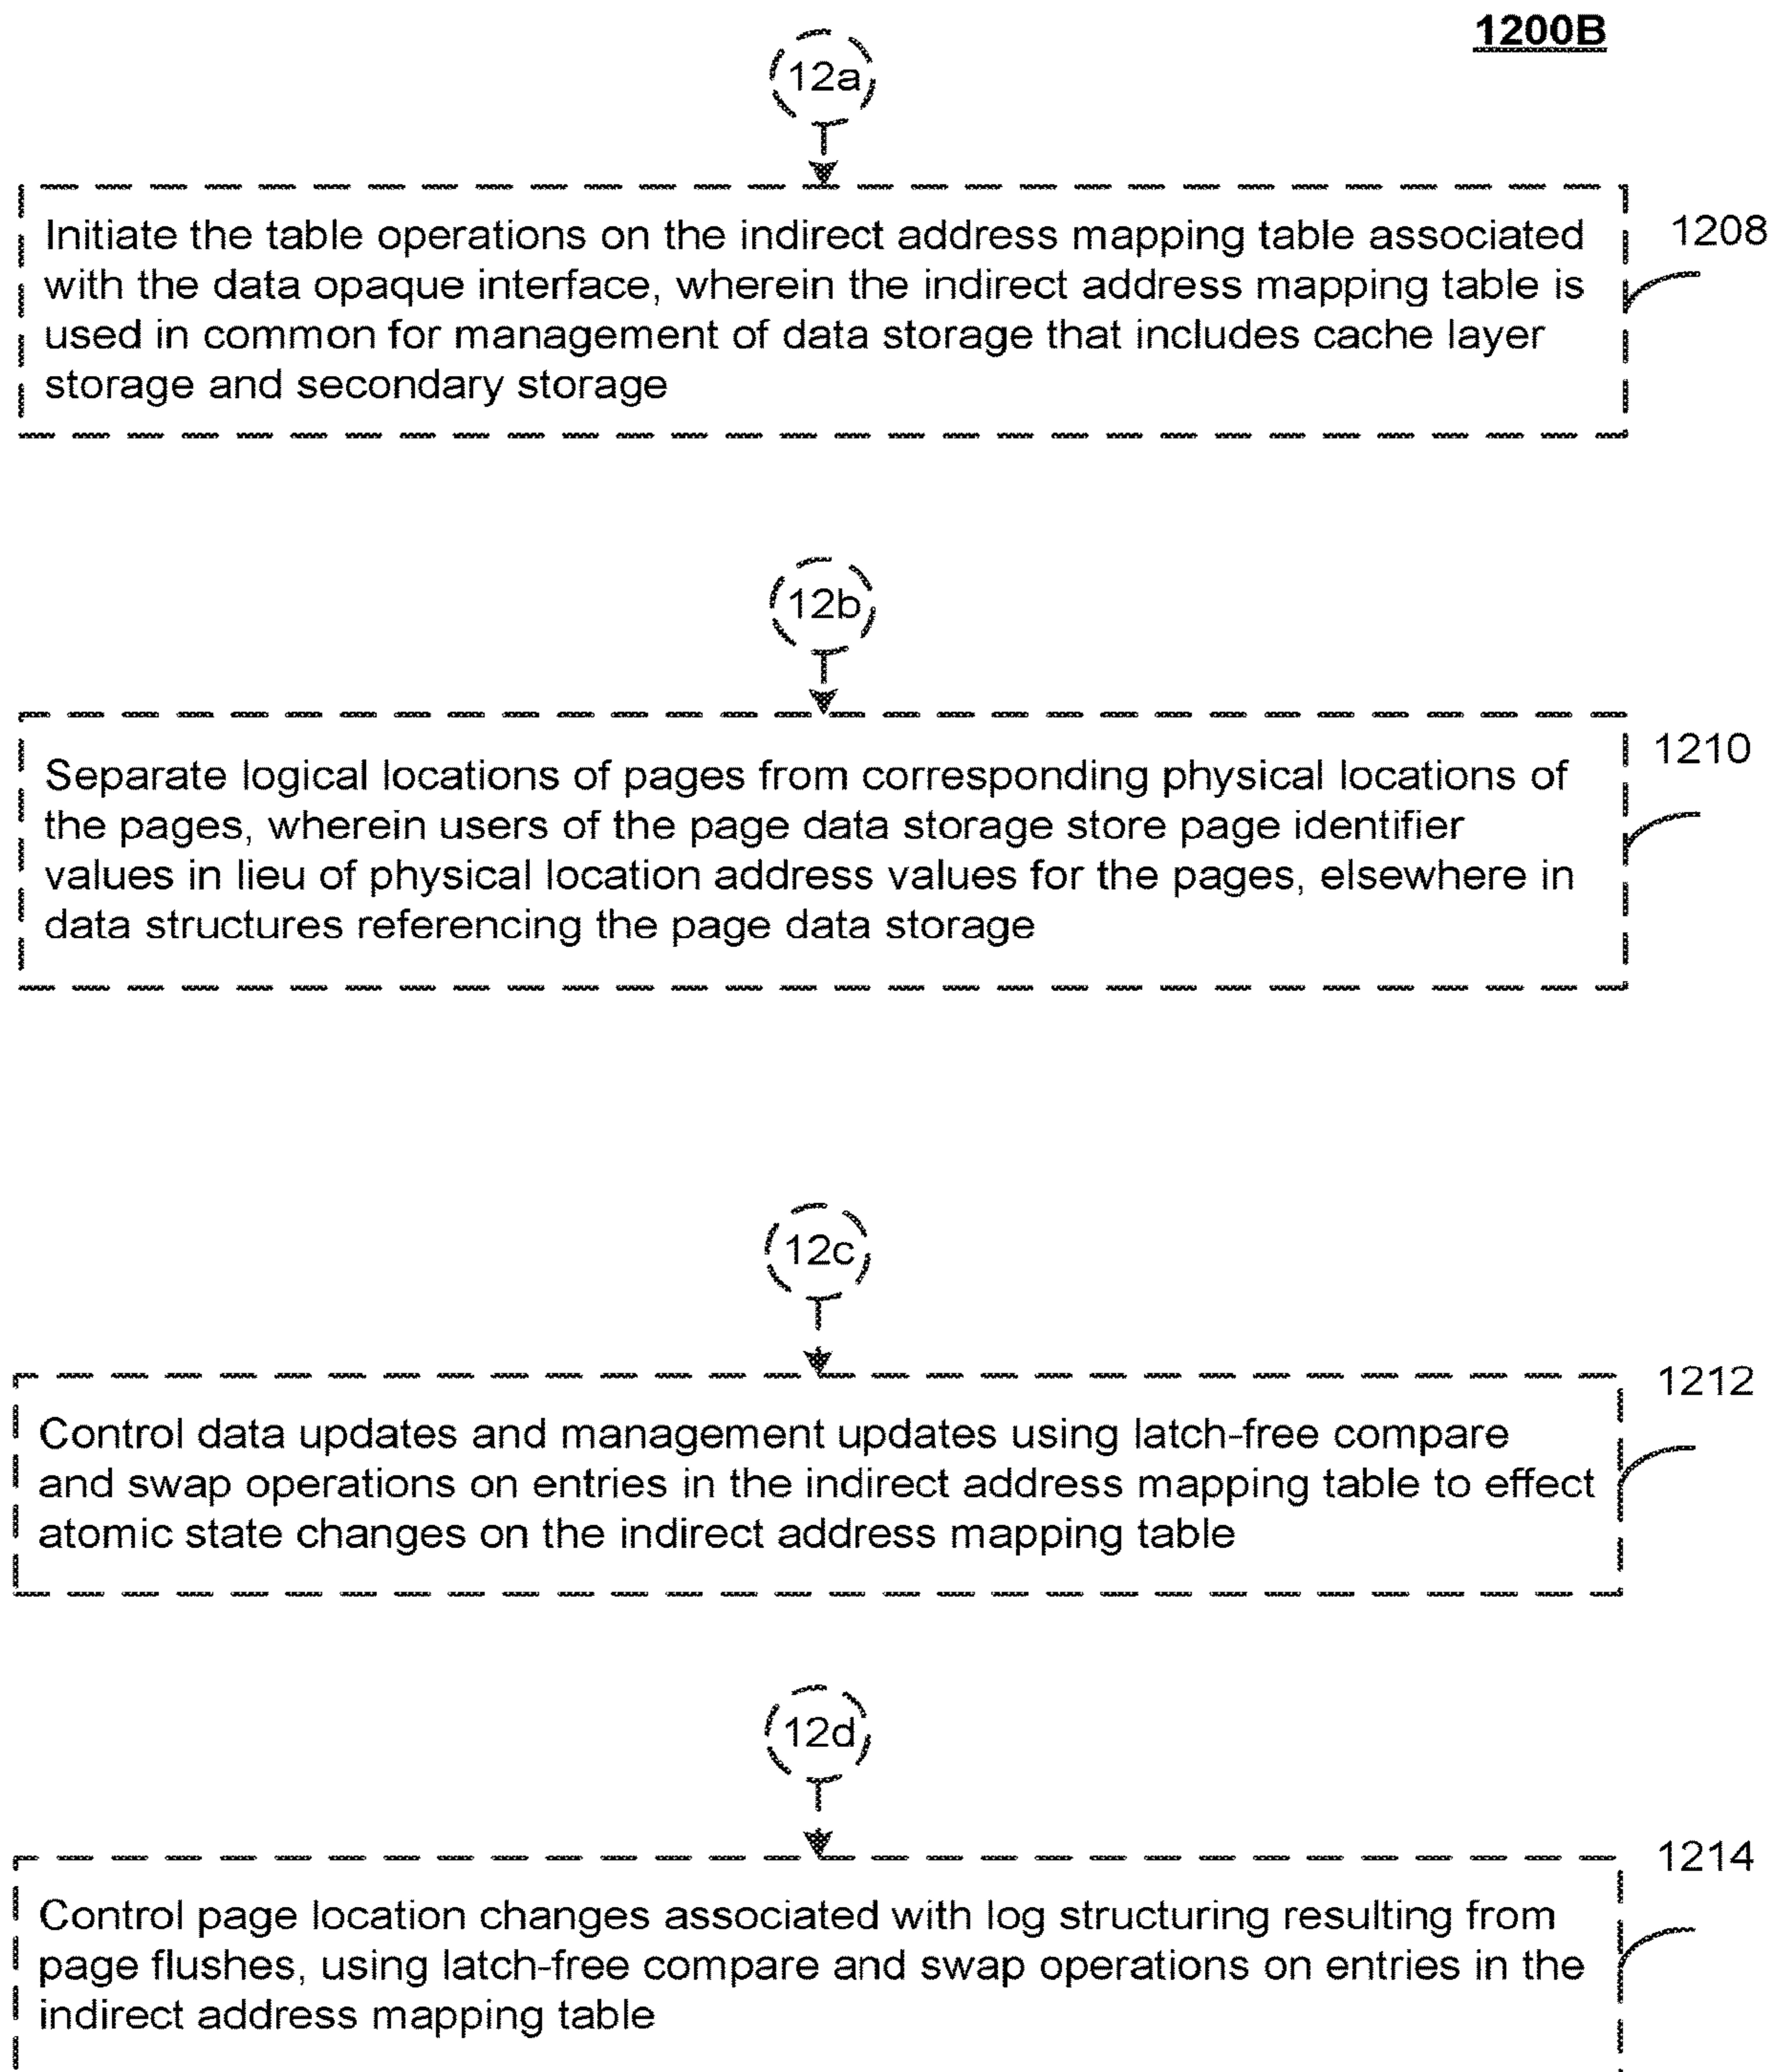 1200B
12a
Initiate the table operations on the indirect address mapping table associated
1208
with the data opaque interface, wherein the indirect address mapping table is
used in common for management of data storage that includes cache layer
storage and secondary storage
12b
1210
Separate logical locations of pages from corresponding physical locations of
the pages, wherein users of the page data storage store page identifier
values in lieu of physical location address values for the pages, elsewhere in
data structures referencing the page data storage
12c
1212
Control data updates and management updates using latch-free compare
and swap operations on entries in the indirect address mapping table to effect
atomic state changes on the indirect address mapping table
12d
1214
Control page location changes associated with log structuring resulting from
page flushes, using latch-free compare and swap operations on entries in the
indirect address mapping table